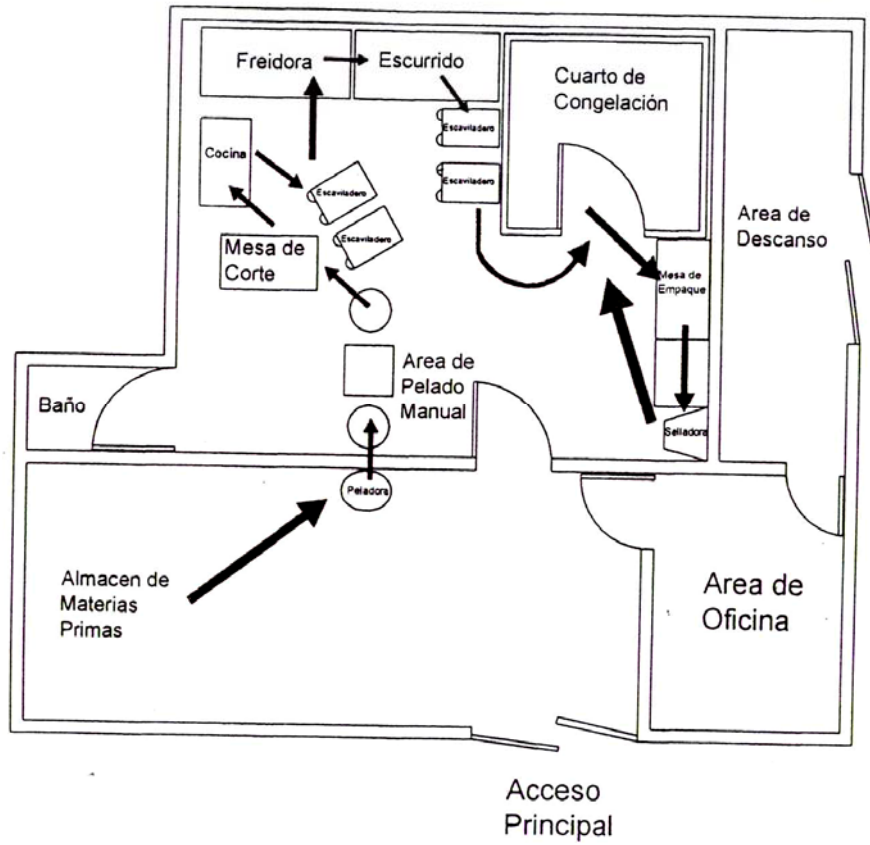 Freidora
Escurrido
Cuarto de
Congelación
Escaviladero
Cocina
Escaviladero
Escaviladero
Escaviladero
Area de
Descanso
Mesa de
Corte
Mesa de
Empaque
Area de
Pelado
Manual
Baño
Selladora
Peladora
Almacen de
Materias
Primas
Area de
Oficina
Acceso
Principal